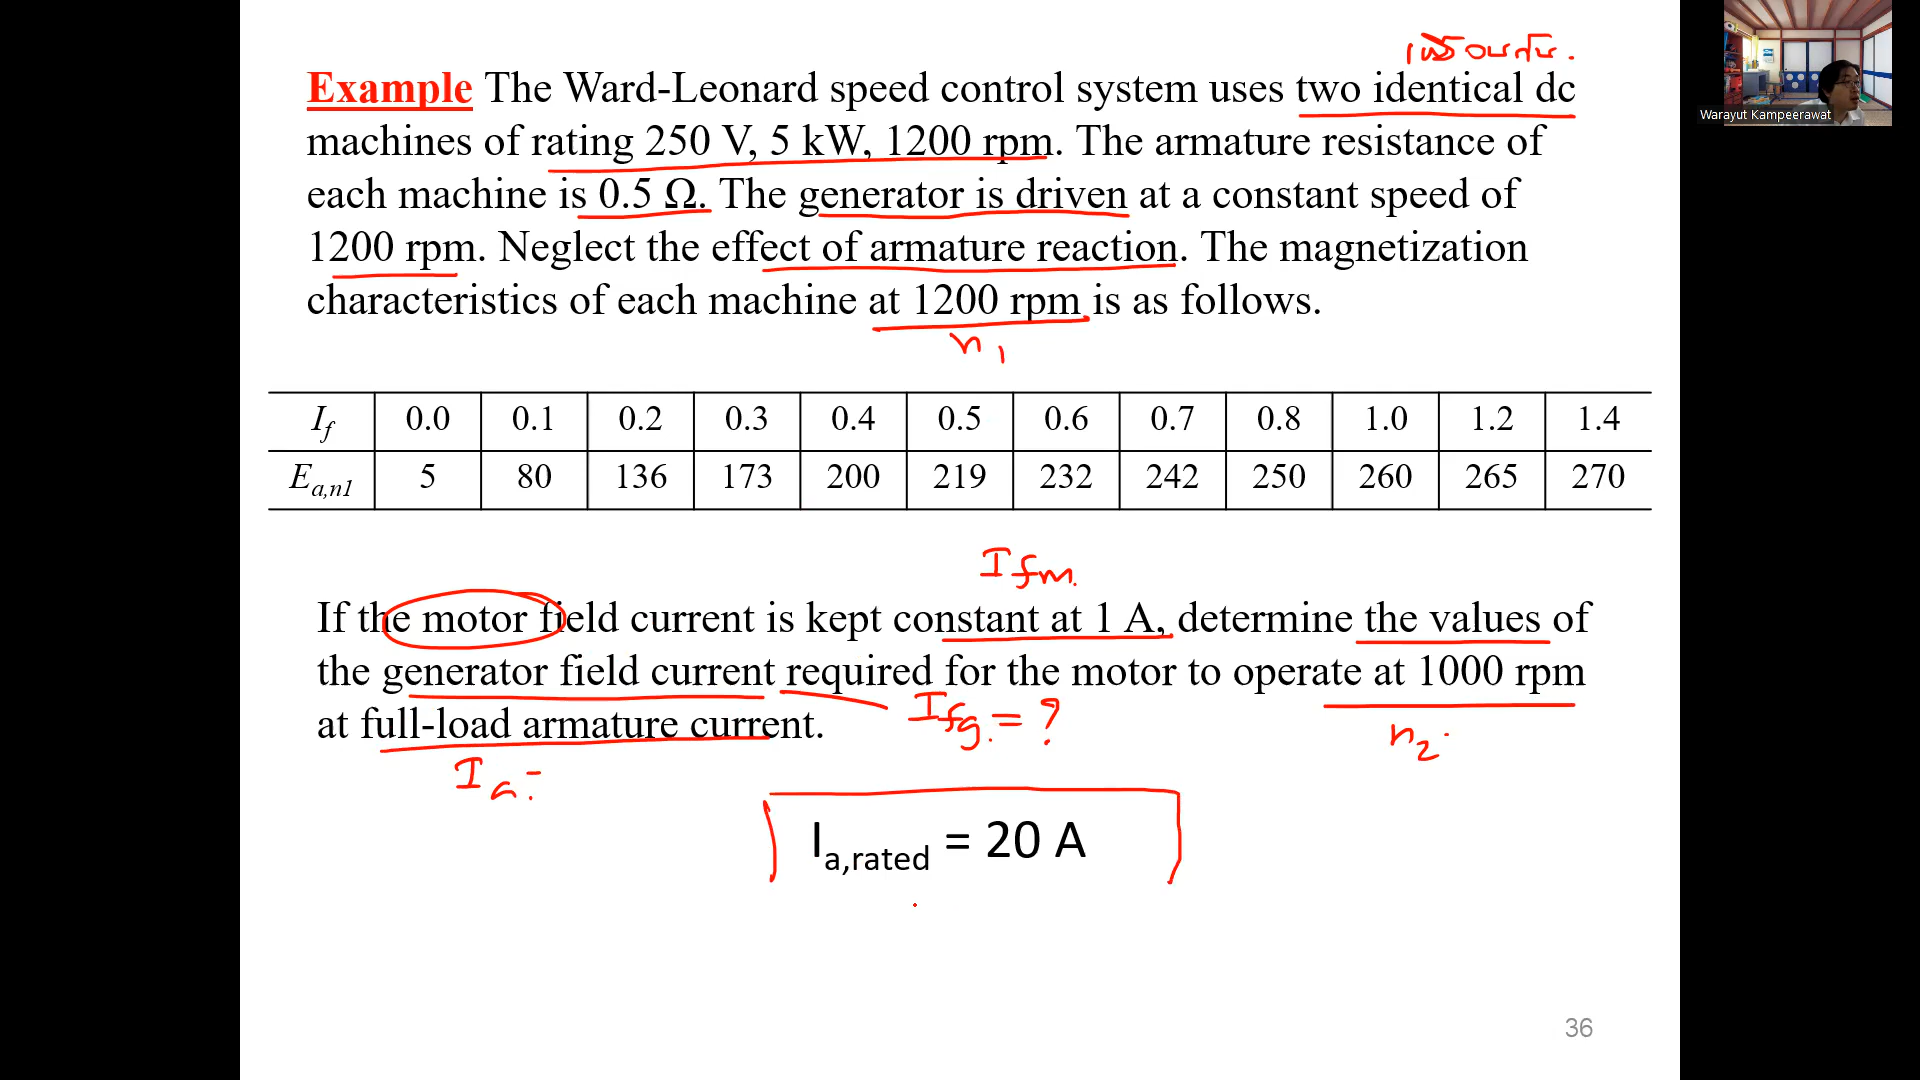 เหมือนกัน.
Example The Ward-Leonard speed control system uses two identical dc
machines of rating 250 V, 5 kW, 1200 rpm. The armature resistance of
each machine is 0.5 Ω. The generator is driven at a constant speed of
1200 rpm. Neglect the effect of armature reaction. The magnetization
characteristics of each machine at 1200 rpm is as follows.
n1
If 0.0 0.1 0.2 0.3 0.4 0.5 0.6 0.7 0.8 1.0 1.2 1.4
Ea,n1 5 80 136 173 200 219 232 242 250 260 265 270
Ifm.
If the motor field current is kept constant at 1 A, determine the values of
the generator field current required for the motor to operate at 1000 rpm
at full-load armature current.
Ifg. = ?
n2.
Ia =
Ia,rated = 20 A
36
Warayut Kampeerawat